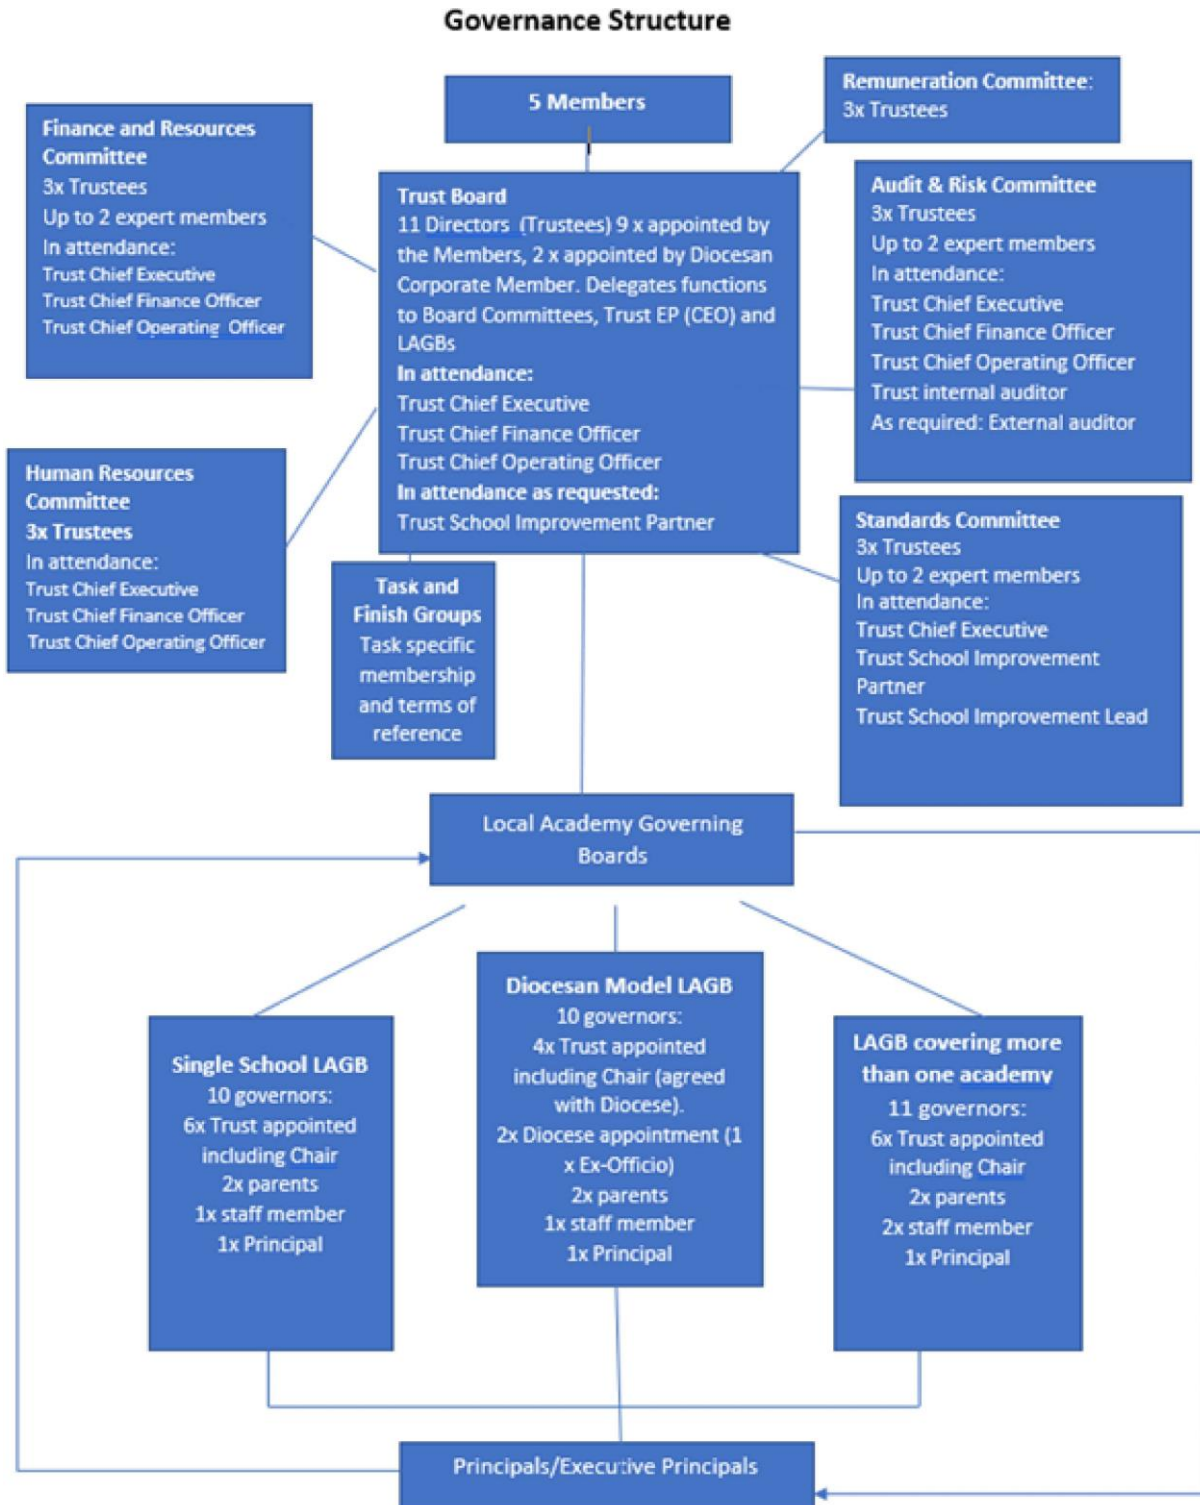 Governance Structure
5 Members
Remuneration Committee:
3x Trustees
Finance and Resources
Committee
3x Trustees
Up to 2 expert members
In attendance:
Trust Chief Executive
Trust Chief Finance Officer
Trust Chief Operating Officer
Trust Board
11 Directors (Trustees) 9 x appointed by
the Members, 2 x appointed by Diocesan
Corporate Member. Delegates functions
to Board Committees, Trust EP (CEO) and
LAGBs
In attendance:
Trust Chief Executive
Trust Chief Finance Officer
Trust Chief Operating Officer
In attendance as requested:
Trust School Improvement Partner
Audit & Risk Committee
3x Trustees
Up to 2 expert members
In attendance:
Trust Chief Executive
Trust Chief Finance Officer
Trust Chief Operating Officer
Trust internal auditor
As required: External auditor
Human Resources
Committee
3x Trustees
In attendance:
Trust Chief Executive
Trust Chief Finance Officer
Trust Chief Operating Officer
Task and
Finish Groups
Task specific
membership
and terms of
reference
Standards Committee
3x Trustees
Up to 2 expert members
In attendance:
Trust Chief Executive
Trust School Improvement
Partner
Trust School Improvement Lead
Local Academy Governing
Boards
Single School LAGB
10 governors:
6x Trust appointed
including Chair
2x parents
1x staff member
1x Principal
Diocesan Model LAGB
10 governors:
4x Trust appointed
including Chair (agreed
with Diocese).
2x Diocese appointment (1
x Ex-Officio)
2x parents
1x staff member
1x Principal
LAGB covering more
than one academy
11 governors:
6x Trust appointed
including Chair
2x parents
2x staff member
1x Principal
Principals/Executive Principals